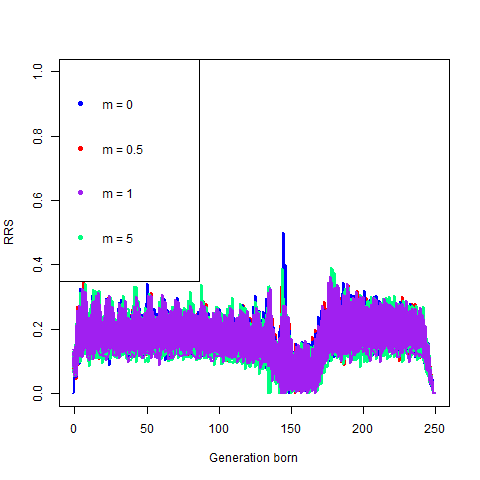 1.0
0.8
0.6
0.4
0.2
0.0
RRS
m = 0
m = 0.5
m = 1
m = 5
0 50 100 150 200 250
Generation born